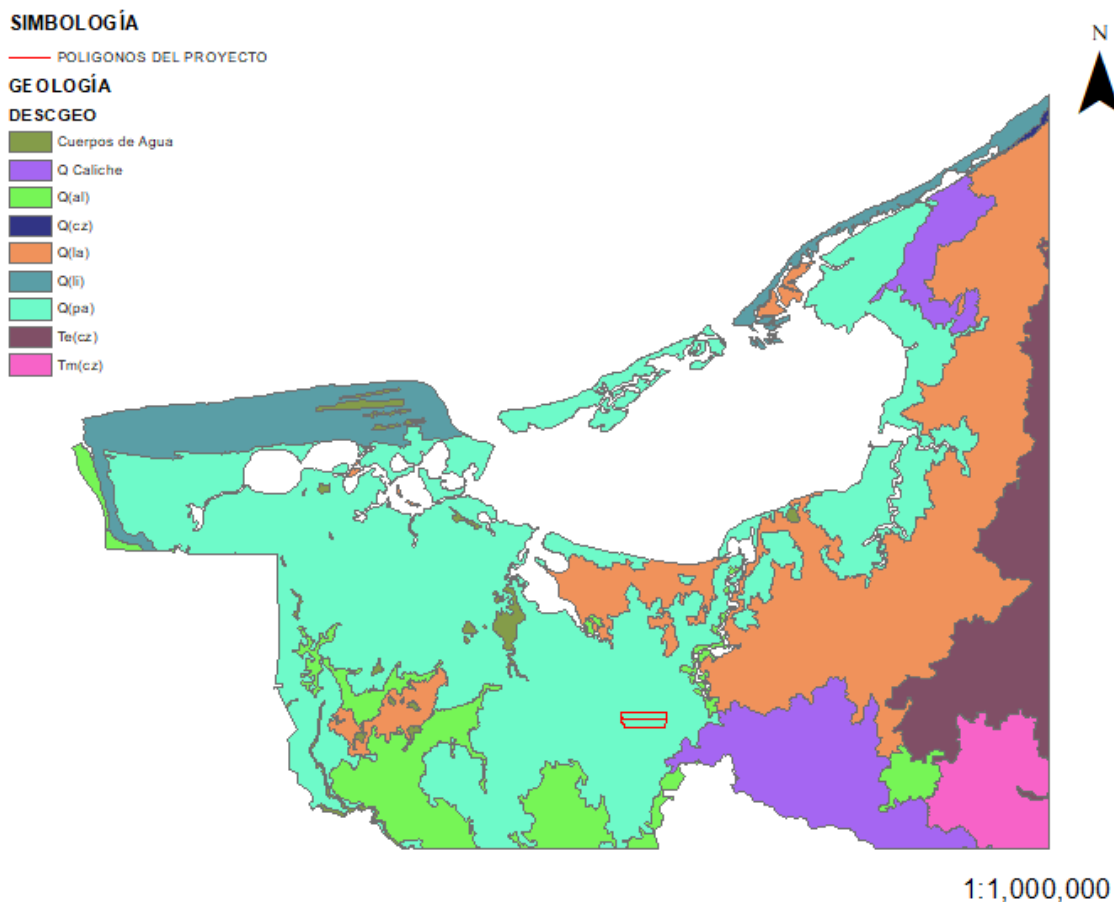 SIMBOLOGÍA
POLIGONOS DEL PROYECTO
GEOLOGÍA
DESCGEO
Cuerpos de Agua
Q Caliche
Q(al)
Q(cz)
Q(la)
Q(li)
Q(pa)
Te(cz)
Tm(cz)
N
1:1,000,000